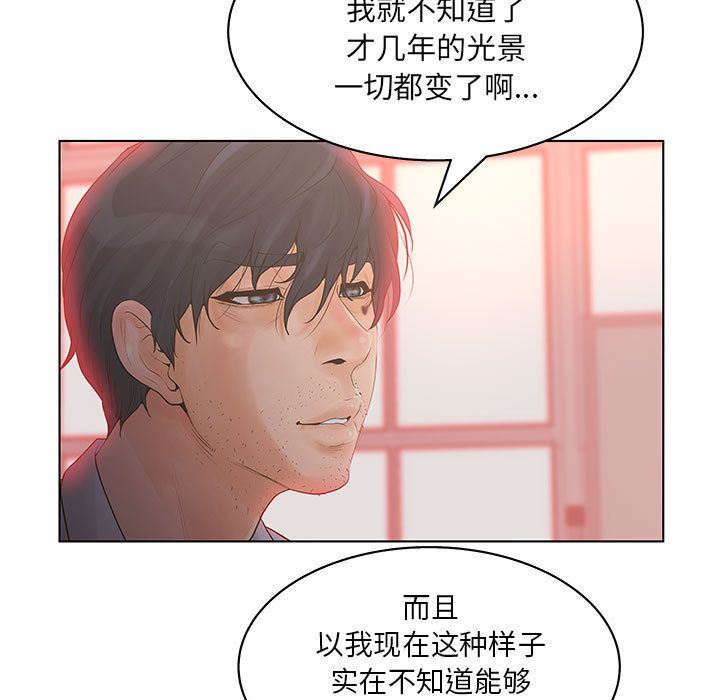 我就不知道了
才几年的光景
一切都变了啊...
而且
以我现在这种样子
实在不知道能够